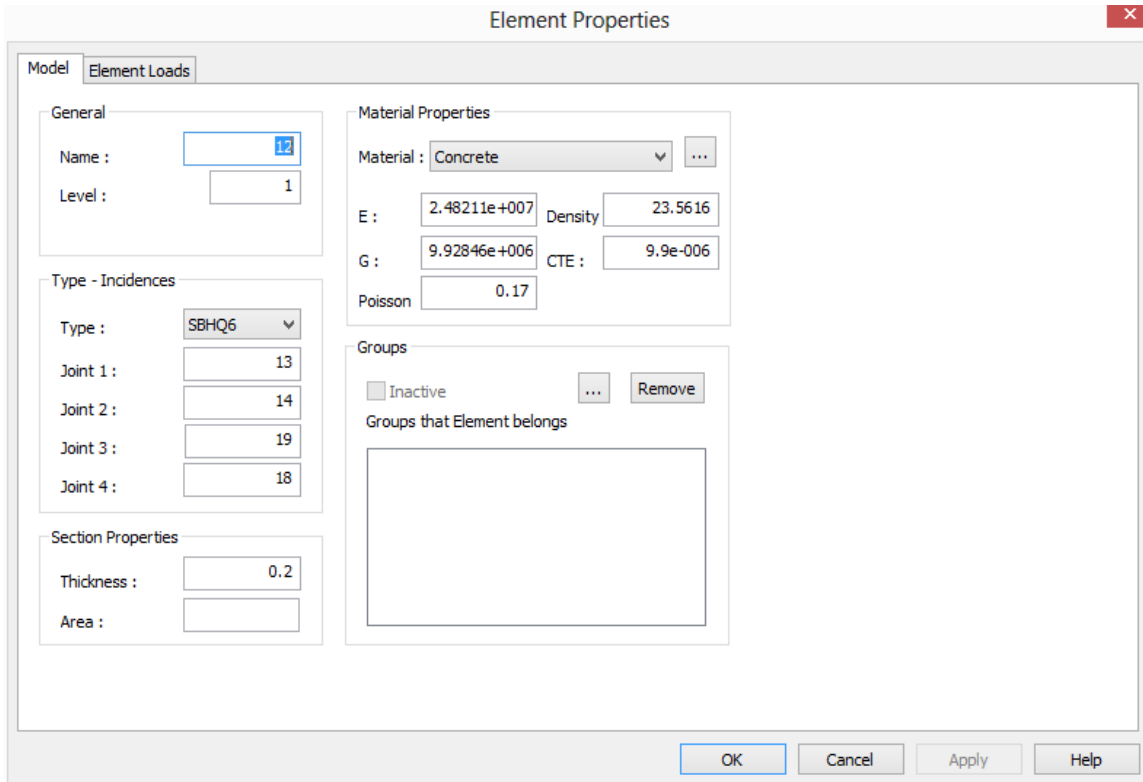 Element Properties
Model
Element Loads
General
Name : 12
Level : 1
Type - Incidences
Type : SBHQ6
Joint 1 : 13
Joint 2 : 14
Joint 3 : 19
Joint 4 : 18
Section Properties
Thickness : 0.2
Area :
Material Properties
Material : Concrete ...
E : 2.48211e+007 Density 23.5616
G : 9.92846e+006 CTE : 9.9e-006
Poisson 0.17
Groups
Inactive ... Remove
Groups that Element belongs
OK Cancel Apply Help